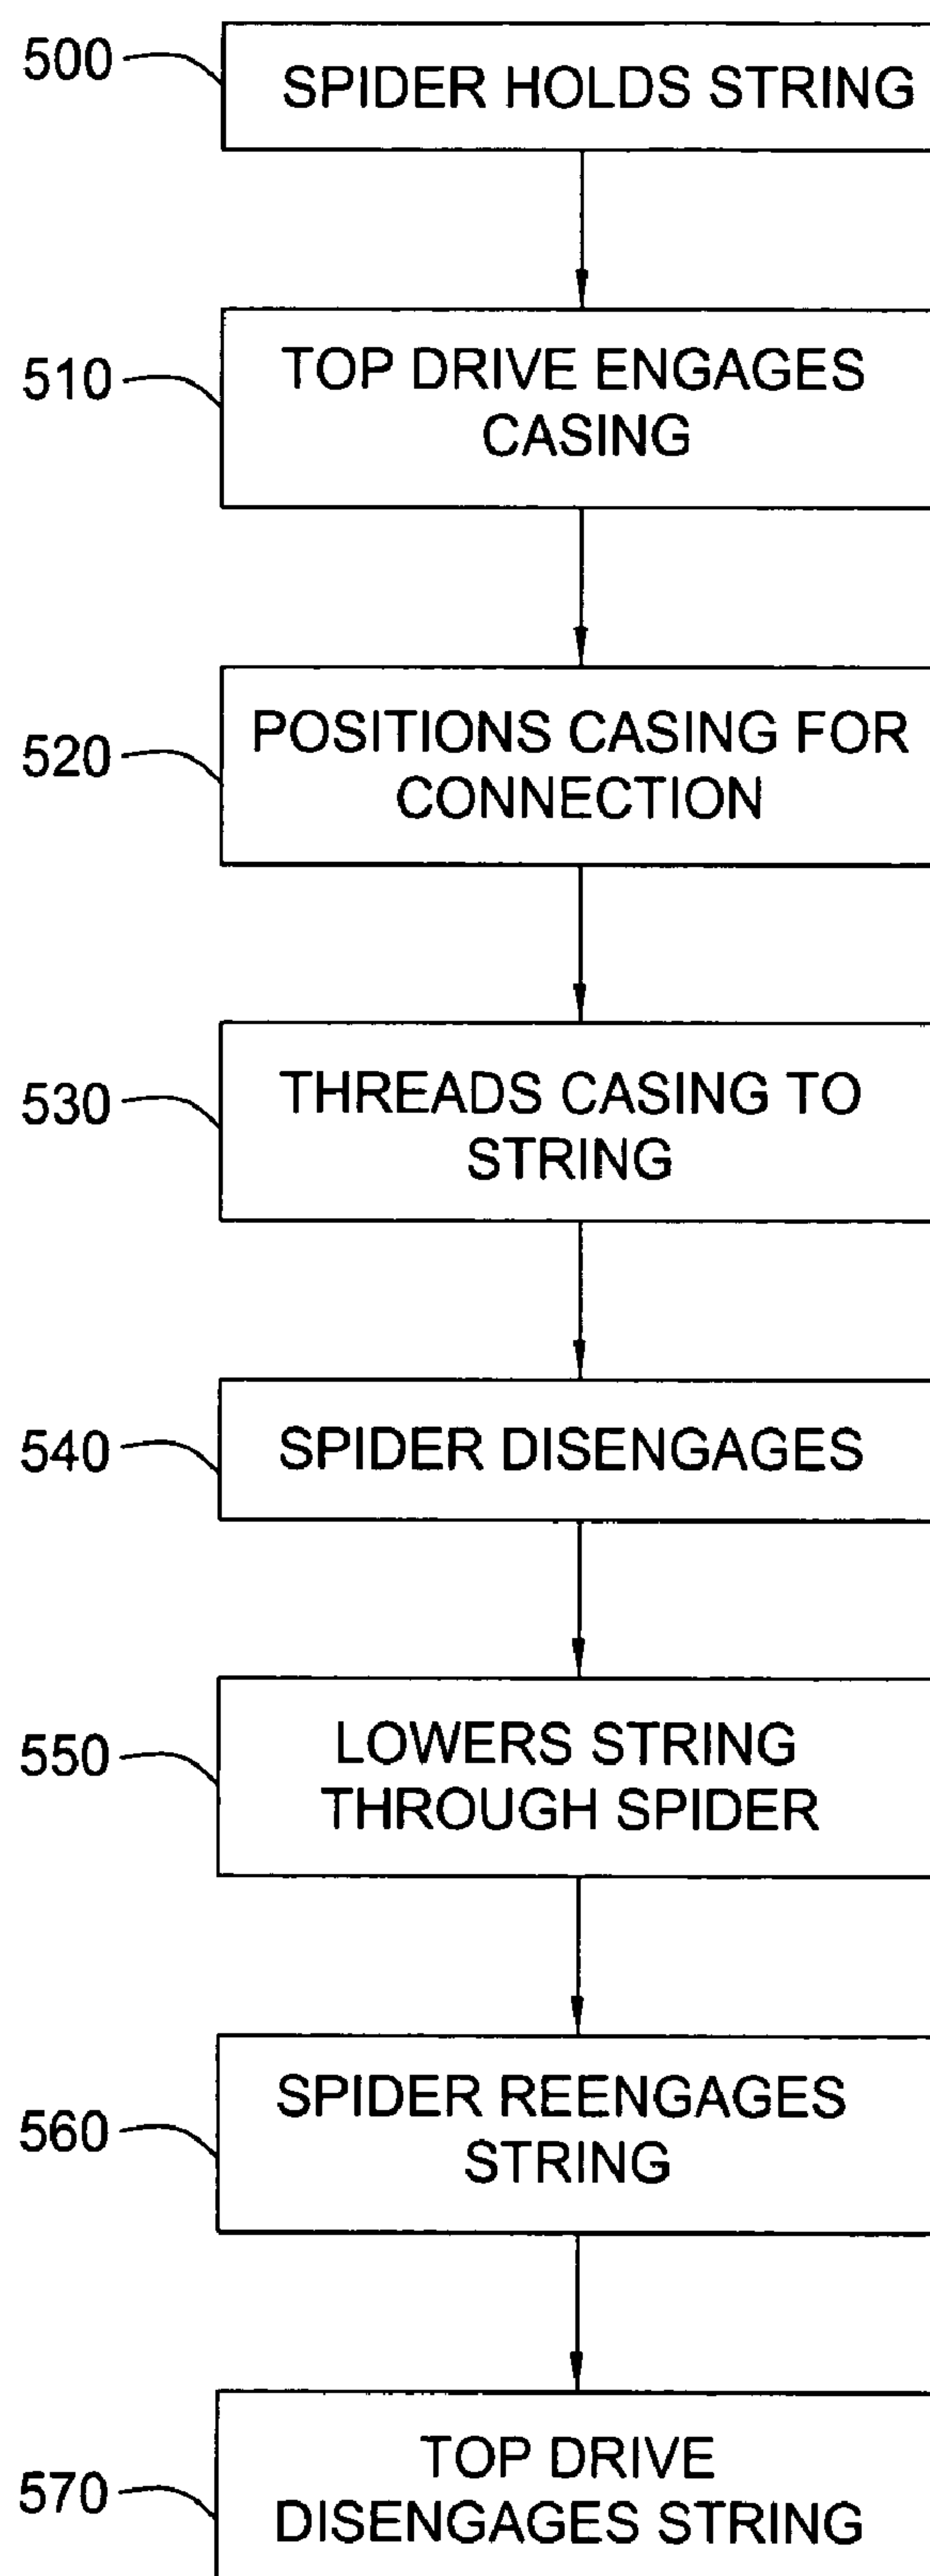 500
SPIDER HOLDS STRING
510
TOP DRIVE ENGAGES
CASING
520
POSITIONS CASING FOR
CONNECTION
530
THREADS CASING TO
STRING
540
SPIDER DISENGAGES
550
LOWERS STRING
THROUGH SPIDER
560
SPIDER REENGAGES
STRING
570
TOP DRIVE
DISENGAGES STRING